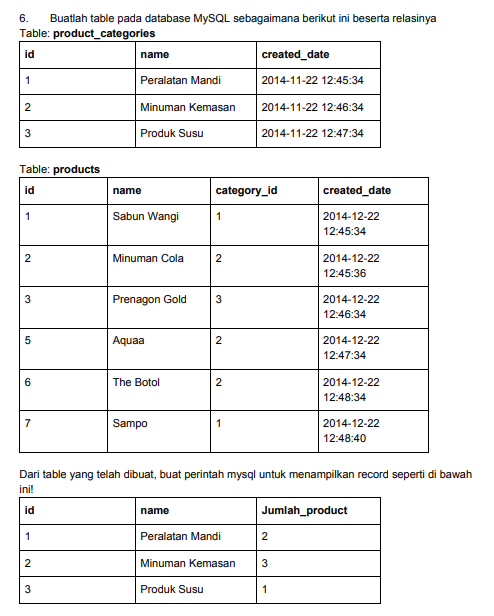 6. Buatlah table pada database MySQL sebagaimana berikut ini beserta relasinya
Table: product_categories
id name created_date
1 Peralatan Mandi 2014-11-22 12:45:34
2 Minuman Kemasan 2014-11-22 12:46:34
3 Produk Susu 2014-11-22 12:47:34
Table: products
id name category_id created_date
1 Sabun Wangi 1 2014-12-22
12:45:34
2 Minuman Cola 2 2014-12-22
12:45:36
3 Prenagon Gold 3 2014-12-22
12:46:34
5 Aquaa 2 2014-12-22
12:47:34
6 The Botol 2 2014-12-22
12:48:34
7 Sampo 1 2014-12-22
12:48:40
Dari table yang telah dibuat, buat perintah mysql untuk menampilkan record seperti di bawah
ini!
id name Jumlah_product
1 Peralatan Mandi 2
2 Minuman Kemasan 3
3 Produk Susu 1